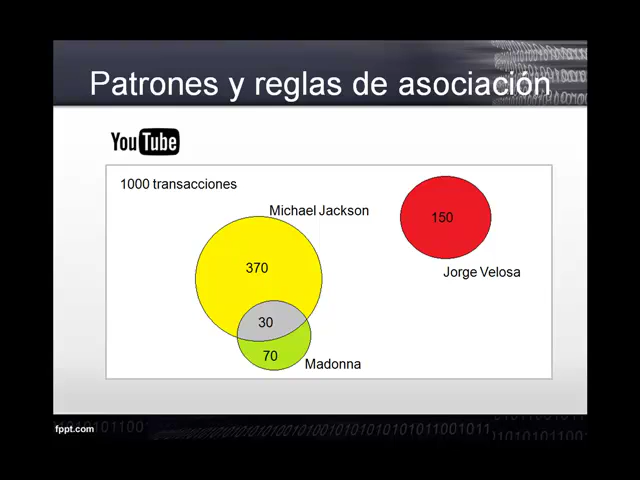 Patrones y reglas de asociación
YouTube
1000 transacciones
Michael Jackson
150
370
Jorge Velosa
30
70
Madonna
fppt.com